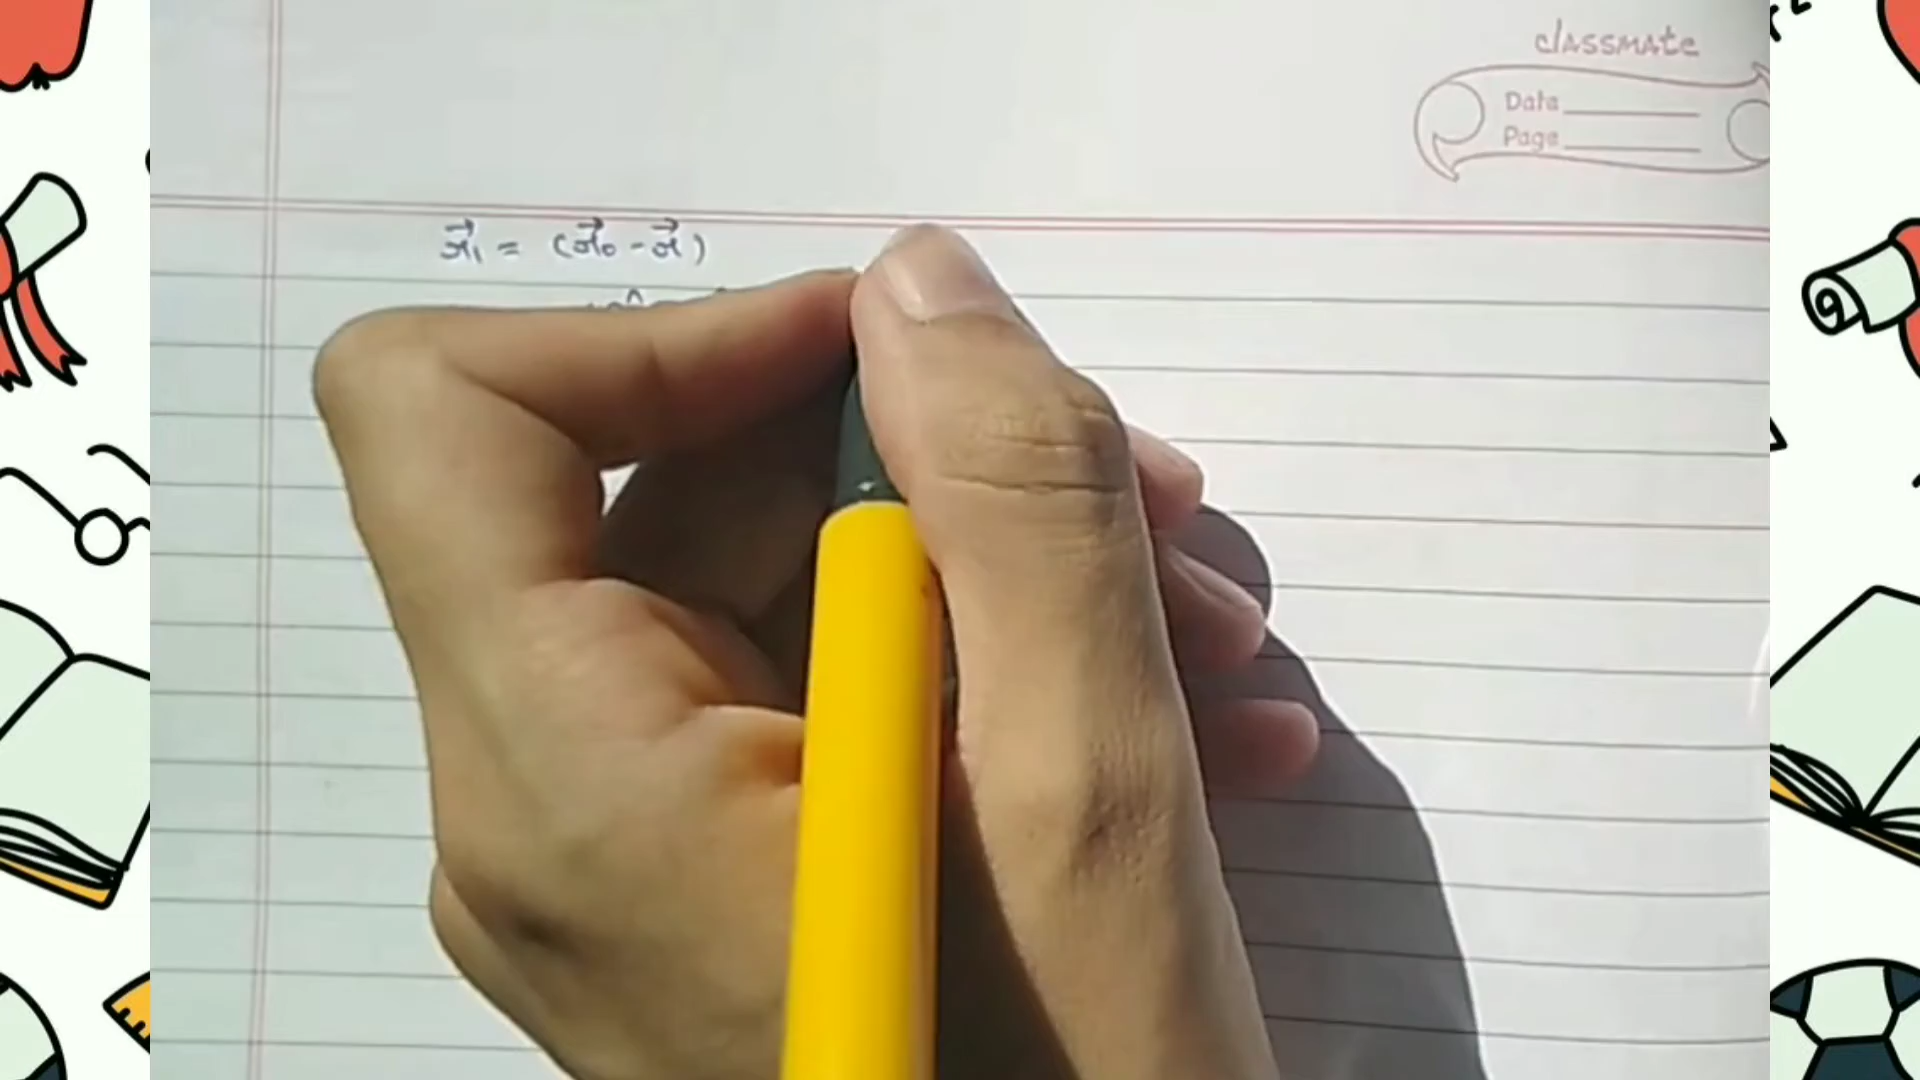 classmate
Date
Page
r⃗₁ = (r⃗₀ - r⃗)